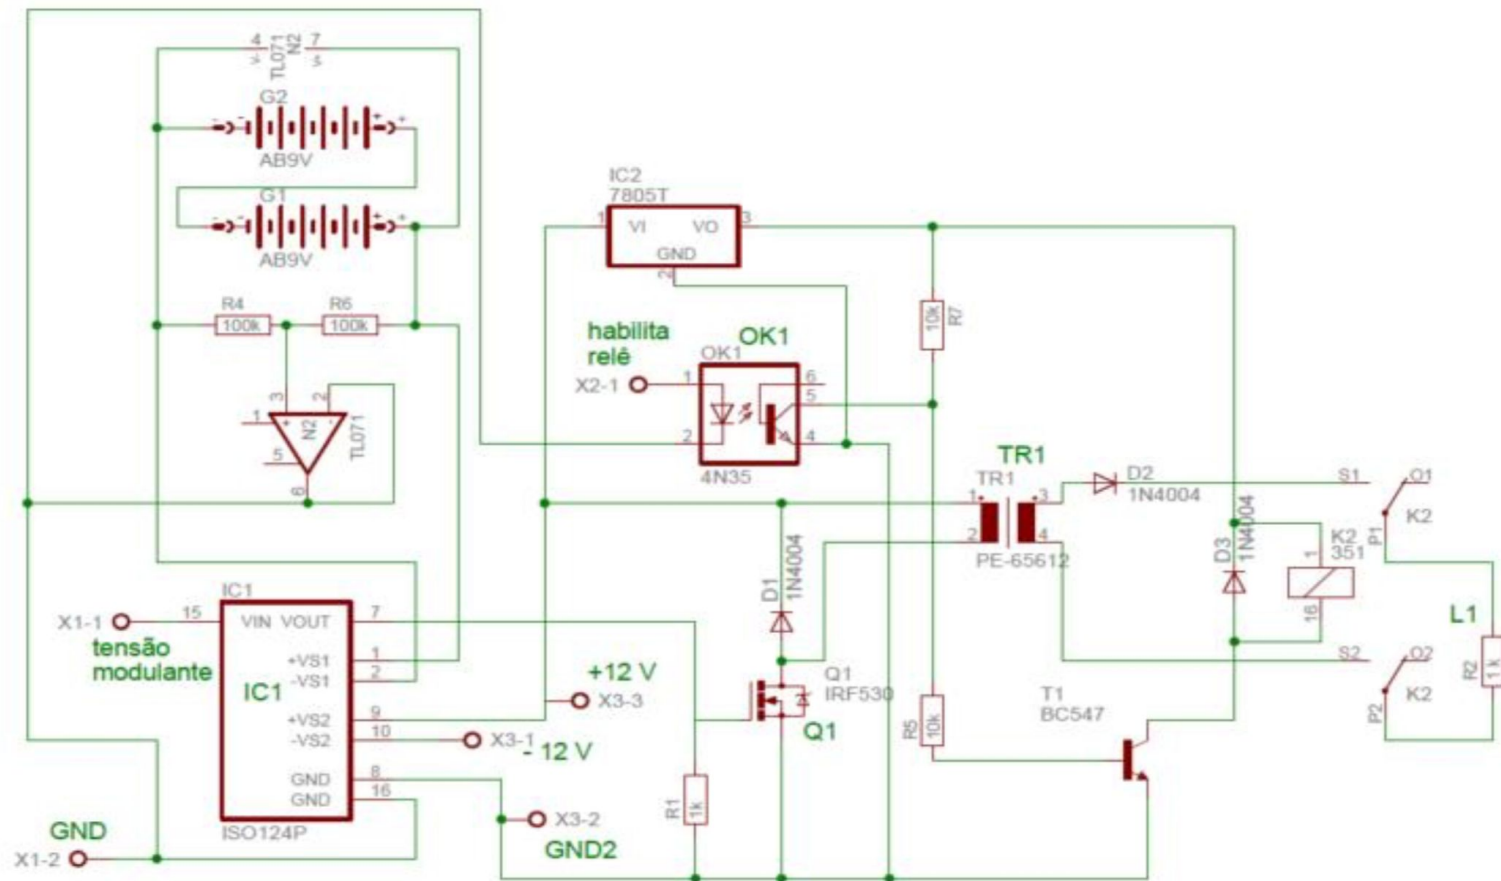 4 7
V- TL071 N2
G2
AB9V
G1
AB9V
R4 R6
100k 100k
3 2
1 + N2 - TL071
5
6
IC2
7805T
1 VI VO 3
GND
2
10k R7
habilita
relê
OK1
OK1
X2-1 1 6
5
2 4
4N35
TR1
TR1
1 3
2 4
PE-65612
D2
1N4004
S1 O1
K2
P1
D3 1N4004
K2
351
1
16
L1
R2 1k
S2 O2
K2
P2
D1 1N4004
Q1
IRF530
Q1
T1
BC547
R5 10k
IC1
X1-1 15 VIN VOUT 7
tensão
modulante
+VS1 1
-VS1 2
IC1
+VS2 9
-VS2 10
GND 8
GND 16
ISO124P
+12 V
X3-3
X3-1
- 12 V
R1 1k
X3-2
GND2
GND
X1-2